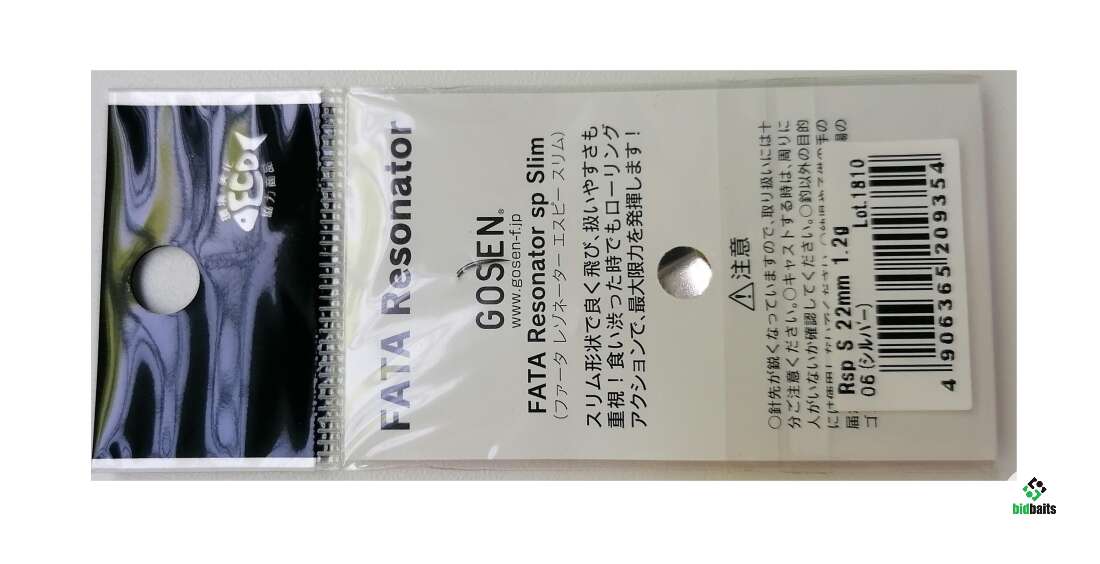 ECO
FATA Resonator
GOSEN®
www.gosen-f.jp
FATA Resonator sp Slim
(ファータ レゾネーター エスピー スリム)
スリム形状で良く飛び、扱いやすさも
重視!食い渋った時でもローリング
アクションで、最大限力を発揮します!
⚠注意
○針先が鋭くなっていますので、取り扱いには十
分ご注意ください。○キャストする時は、周りに
人がいないか確認してください。○釣以外の目的
に
届
ゴ
Rsp S 22mm 1.2g
06(シルバー)
Lot.1810
4906365209354
bidbaits